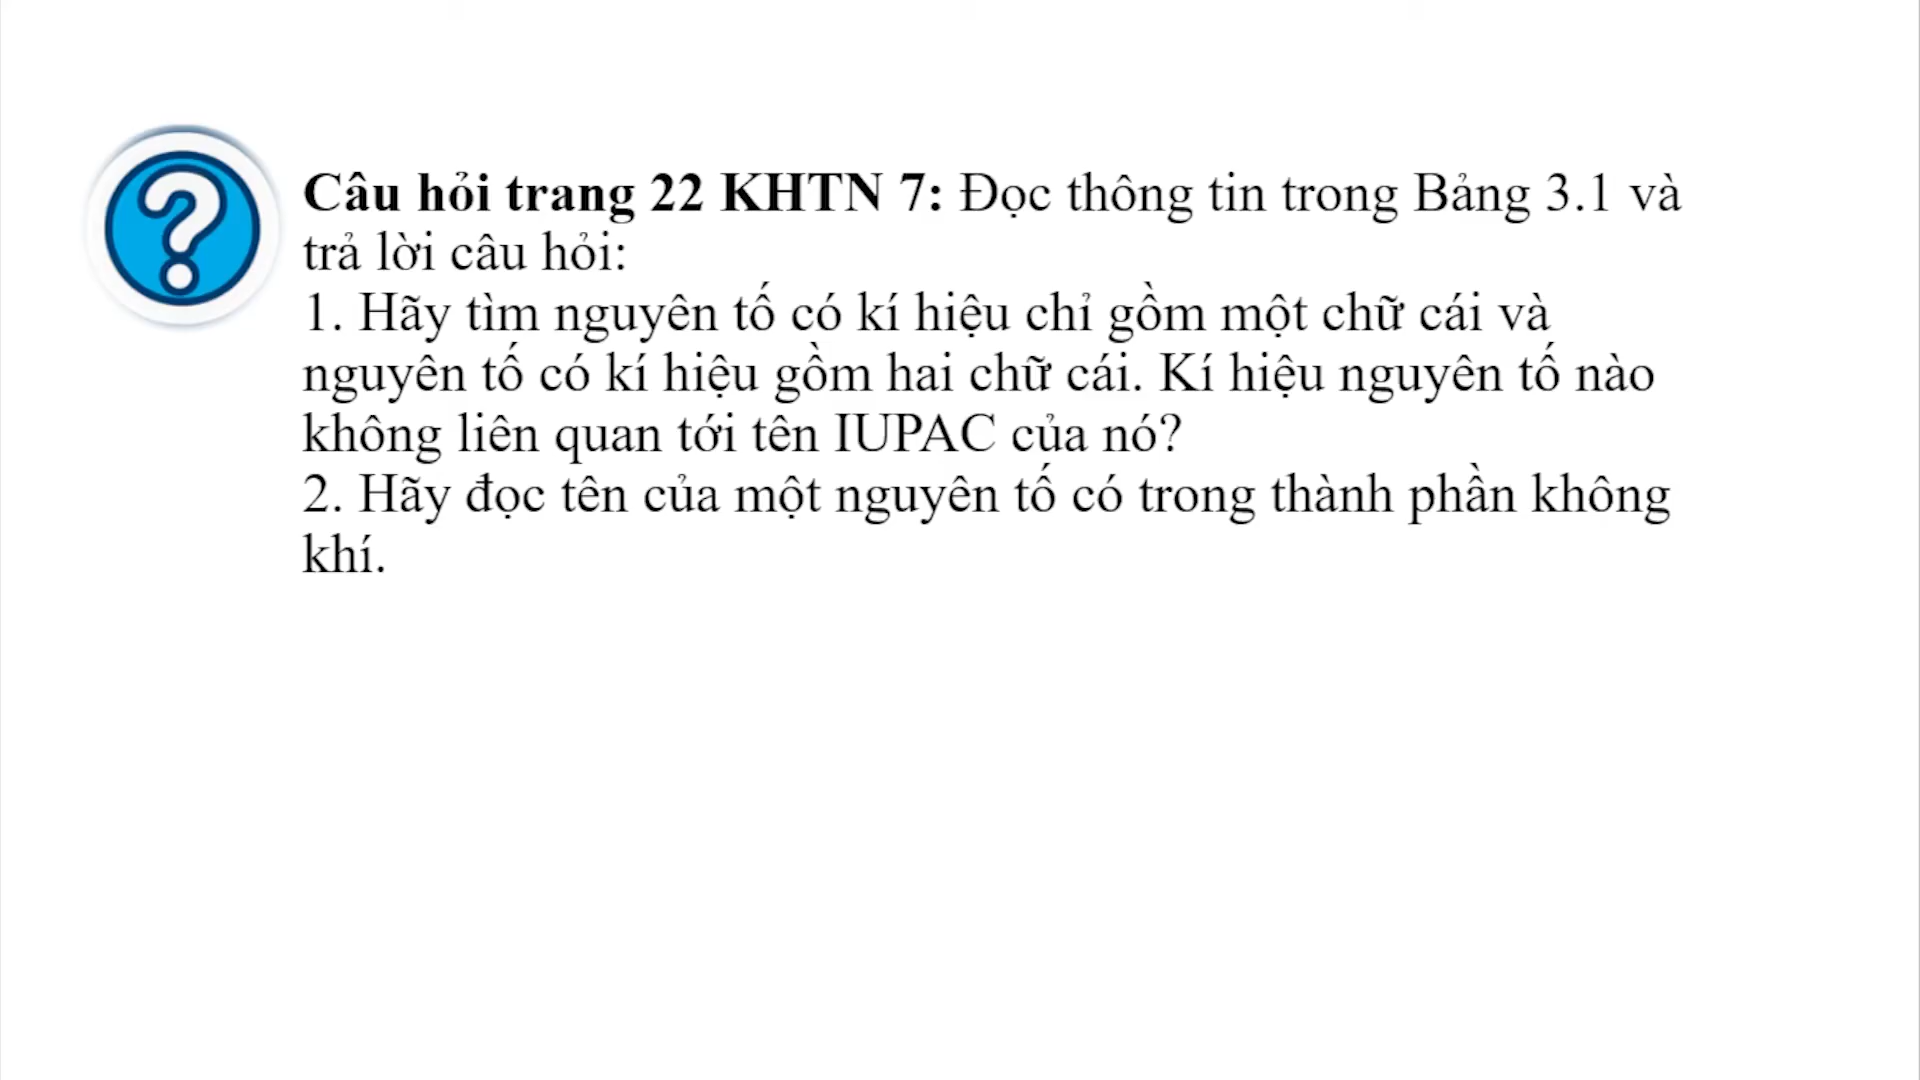 Câu hỏi trang 22 KHTN 7: Đọc thông tin trong Bảng 3.1 và
trả lời câu hỏi:
1. Hãy tìm nguyên tố có kí hiệu chỉ gồm một chữ cái và
nguyên tố có kí hiệu gồm hai chữ cái. Kí hiệu nguyên tố nào
không liên quan tới tên IUPAC của nó?
2. Hãy đọc tên của một nguyên tố có trong thành phần không
khí.